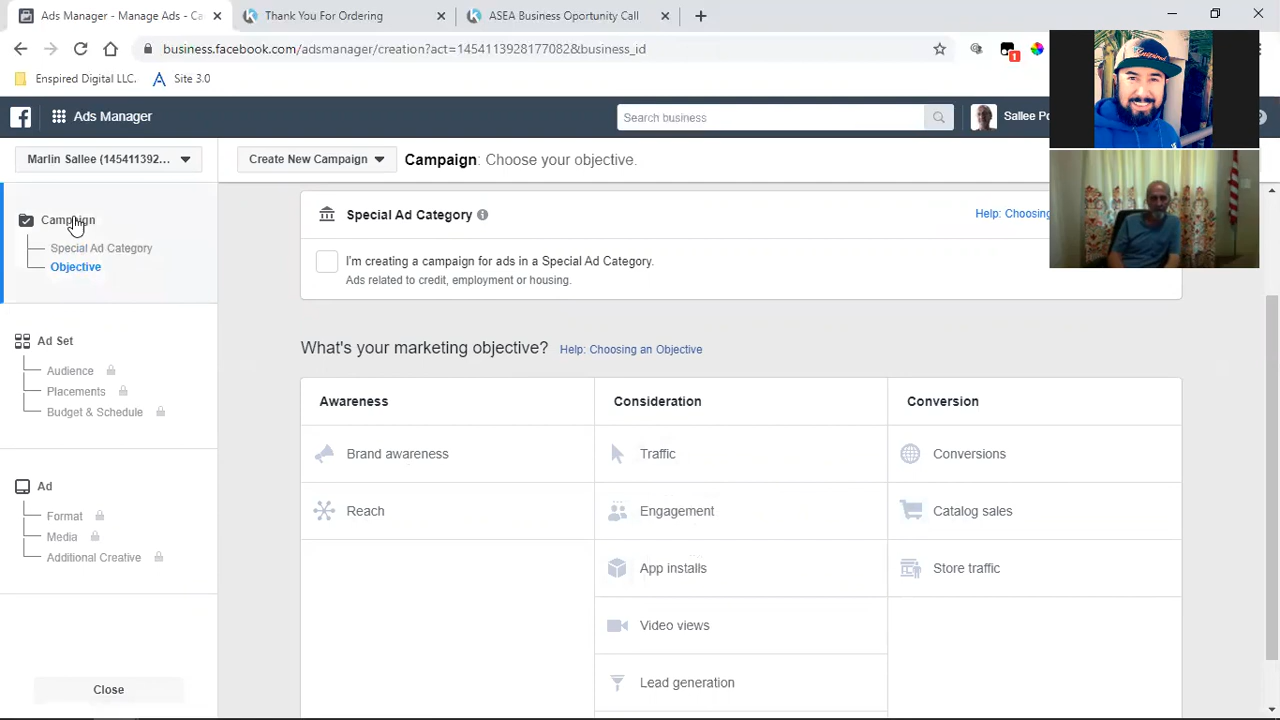 Ads Manager - Manage Ads - Ca
Thank You For Ordering
ASEA Business Oportunity Call
business.facebook.com/adsmanager/creation?act=1454113928177082&business_id
1
Enspired Digital LLC.
Site 3.0
Ads Manager
Search business
Sallee Po
Marlin Sallee (145411392...
Create New Campaign
Campaign: Choose your objective.
Campaign
Special Ad Category
Objective
Special Ad Category
Help: Choosing
I'm creating a campaign for ads in a Special Ad Category.
Ads related to credit, employment or housing.
Ad Set
Audience
Placements
Budget & Schedule
What's your marketing objective? Help: Choosing an Objective
Awareness
Consideration
Conversion
Brand awareness
Traffic
Conversions
Reach
Engagement
Catalog sales
App installs
Store traffic
Video views
Lead generation
Ad
Format
Media
Additional Creative
Close